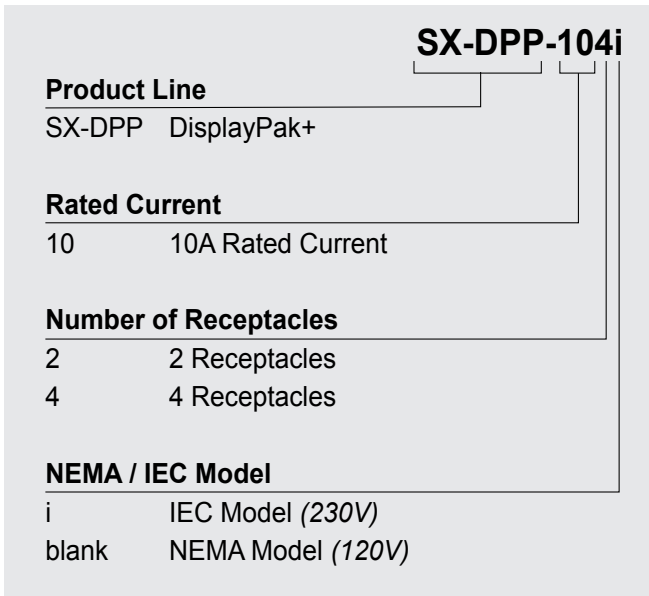 SX-DPP-104i
Product Line
SX-DPP DisplayPak+
Rated Current
10 10A Rated Current
Number of Receptacles
2 2 Receptacles
4 4 Receptacles
NEMA / IEC Model
i IEC Model (230V)
blank NEMA Model (120V)